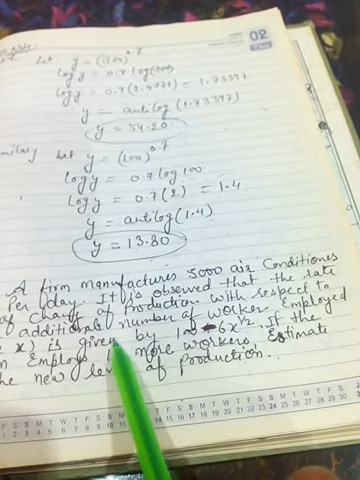 let y = (300)^0.7
log y = 0.7 log(300)
log y = 0.7(2.4771) = 1.73397
y = antilog(1.73397)
y = 54.20
let y = (100)^0.7
log y = 0.7 log 100
log y = 0.7(2) = 1.4
y = antilog(1.4)
y = 13.80
A firm manufactures 5000 air Conditiones
Per day. It is observed that the rate
of Change of Production with respect to
additional number of worker Employed
x) is given by 100 - 6x^1/2. If the
Employs more workers. Estimate
the new of Production.
02